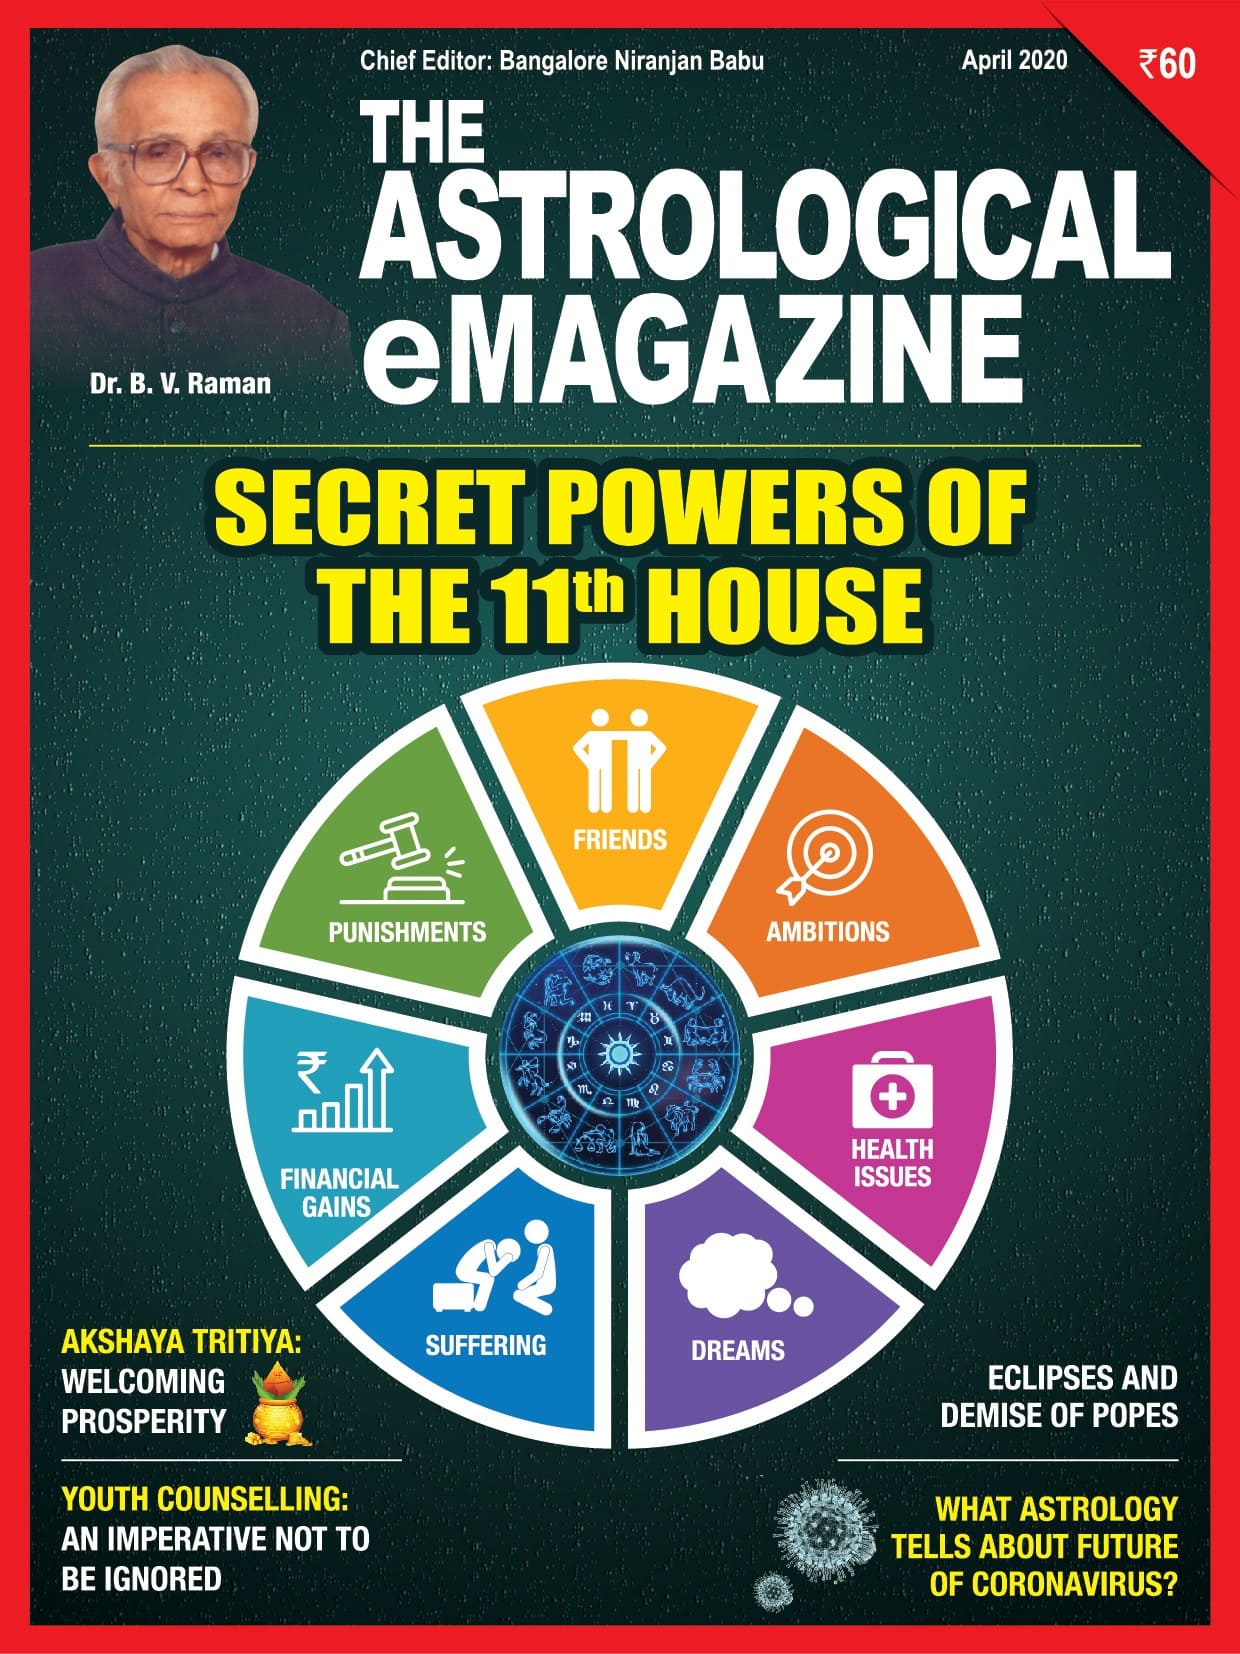 Chief Editor: Bangalore Niranjan Babu
April 2020
₹60
THE
ASTROLOGICAL
eMAGAZINE
Dr. B. V. Raman
SECRET POWERS OF
THE 11th HOUSE
FRIENDS
AMBITIONS
HEALTH
ISSUES
DREAMS
SUFFERING
FINANCIAL
GAINS
PUNISHMENTS
AKSHAYA TRITIYA:
WELCOMING
PROSPERITY
YOUTH COUNSELLING:
AN IMPERATIVE NOT TO
BE IGNORED
ECLIPSES AND
DEMISE OF POPES
WHAT ASTROLOGY
TELLS ABOUT FUTURE
OF CORONAVIRUS?